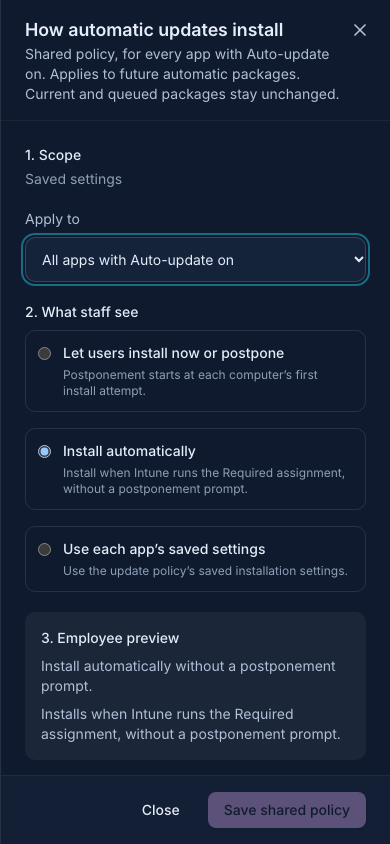 How automatic updates install
Shared policy, for every app with Auto-update
on. Applies to future automatic packages.
Current and queued packages stay unchanged.
1. Scope
Saved settings
Apply to
All apps with Auto-update on
2. What staff see
Let users install now or postpone
Postponement starts at each computer’s first
install attempt.
Install automatically
Install when Intune runs the Required assignment,
without a postponement prompt.
Use each app’s saved settings
Use the update policy’s saved installation settings.
3. Employee preview
Install automatically without a postponement
prompt.
Installs when Intune runs the Required
assignment, without a postponement prompt.
Close
Save shared policy